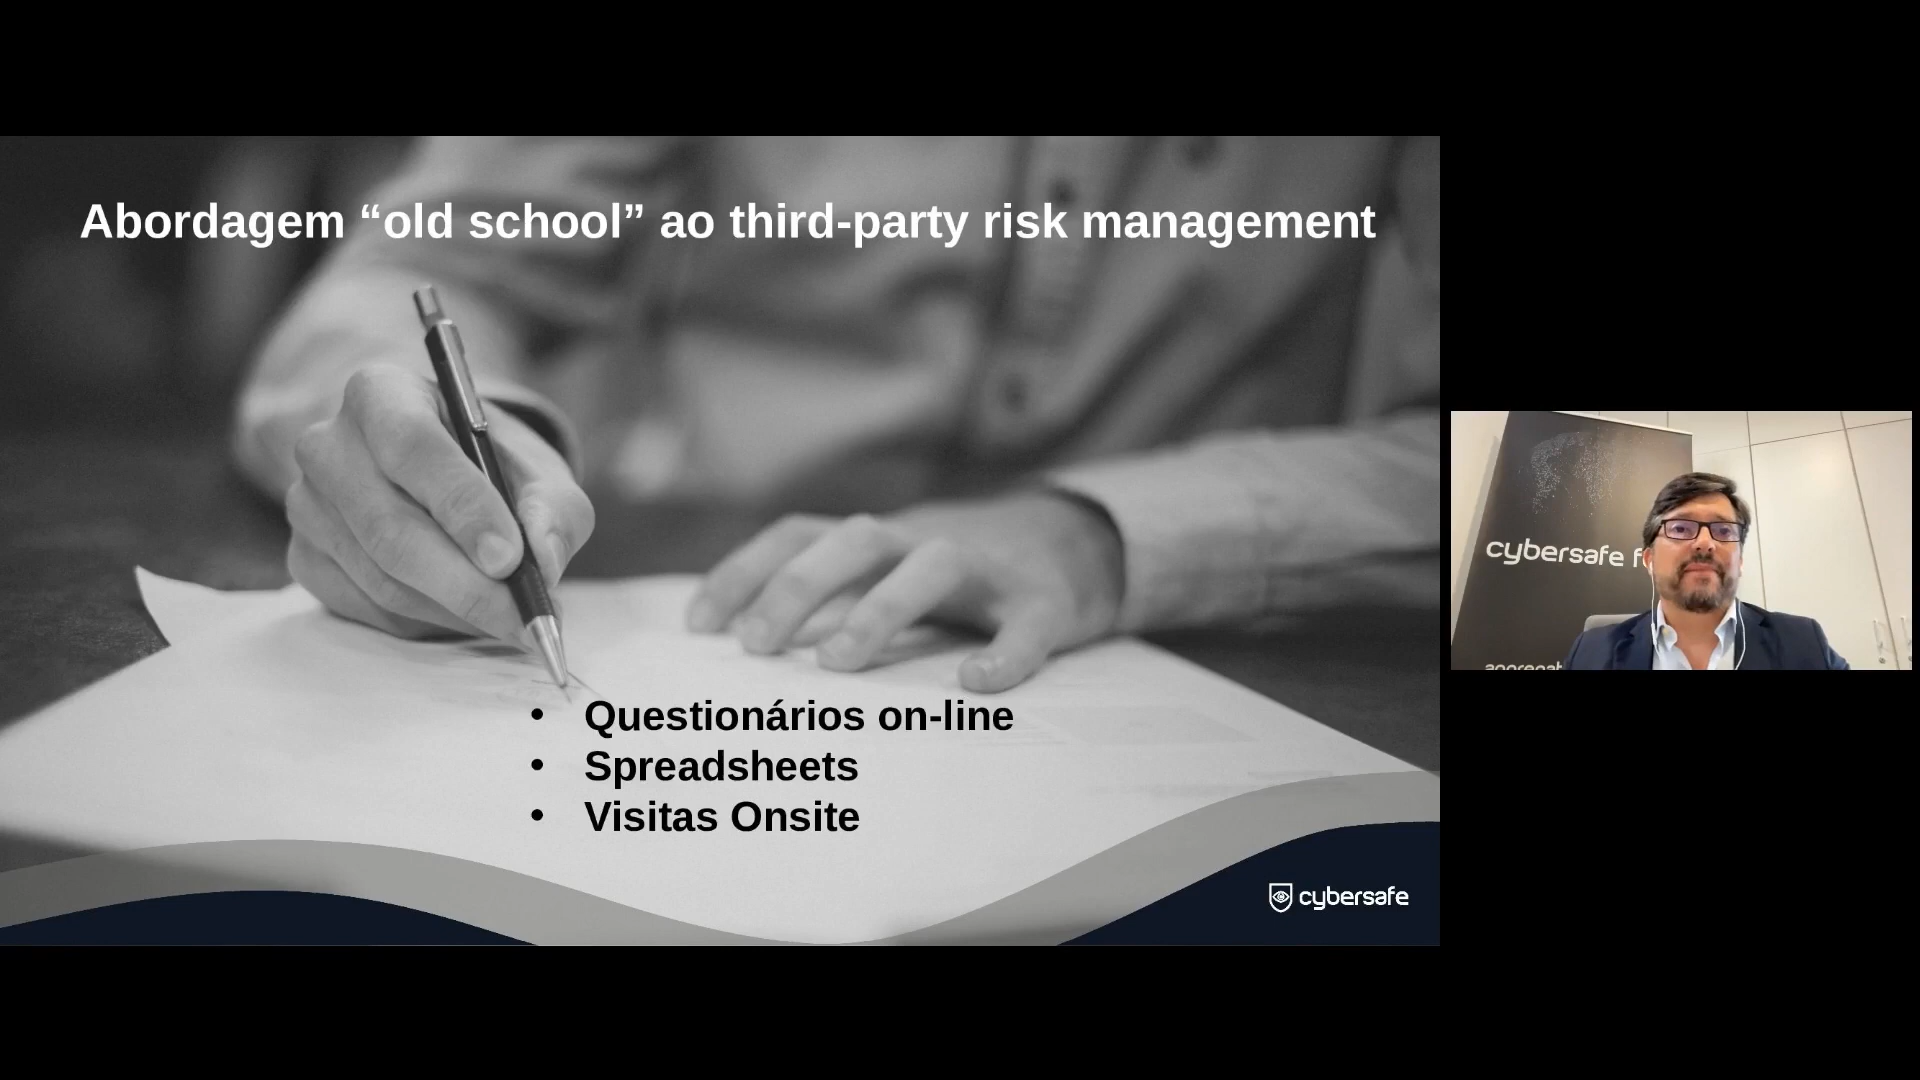 Abordagem “old school” ao third-party risk management
• Questionários on-line
• Spreadsheets
• Visitas Onsite
cybersafe
cybersafe